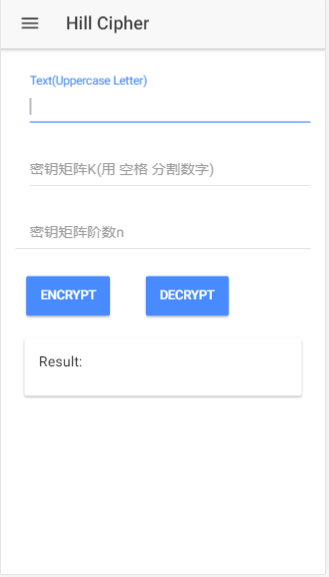 Hill Cipher
Text(Uppercase Letter)
密钥矩阵K(用 空格 分割数字)
密钥矩阵阶数n
ENCRYPT DECRYPT
Result: